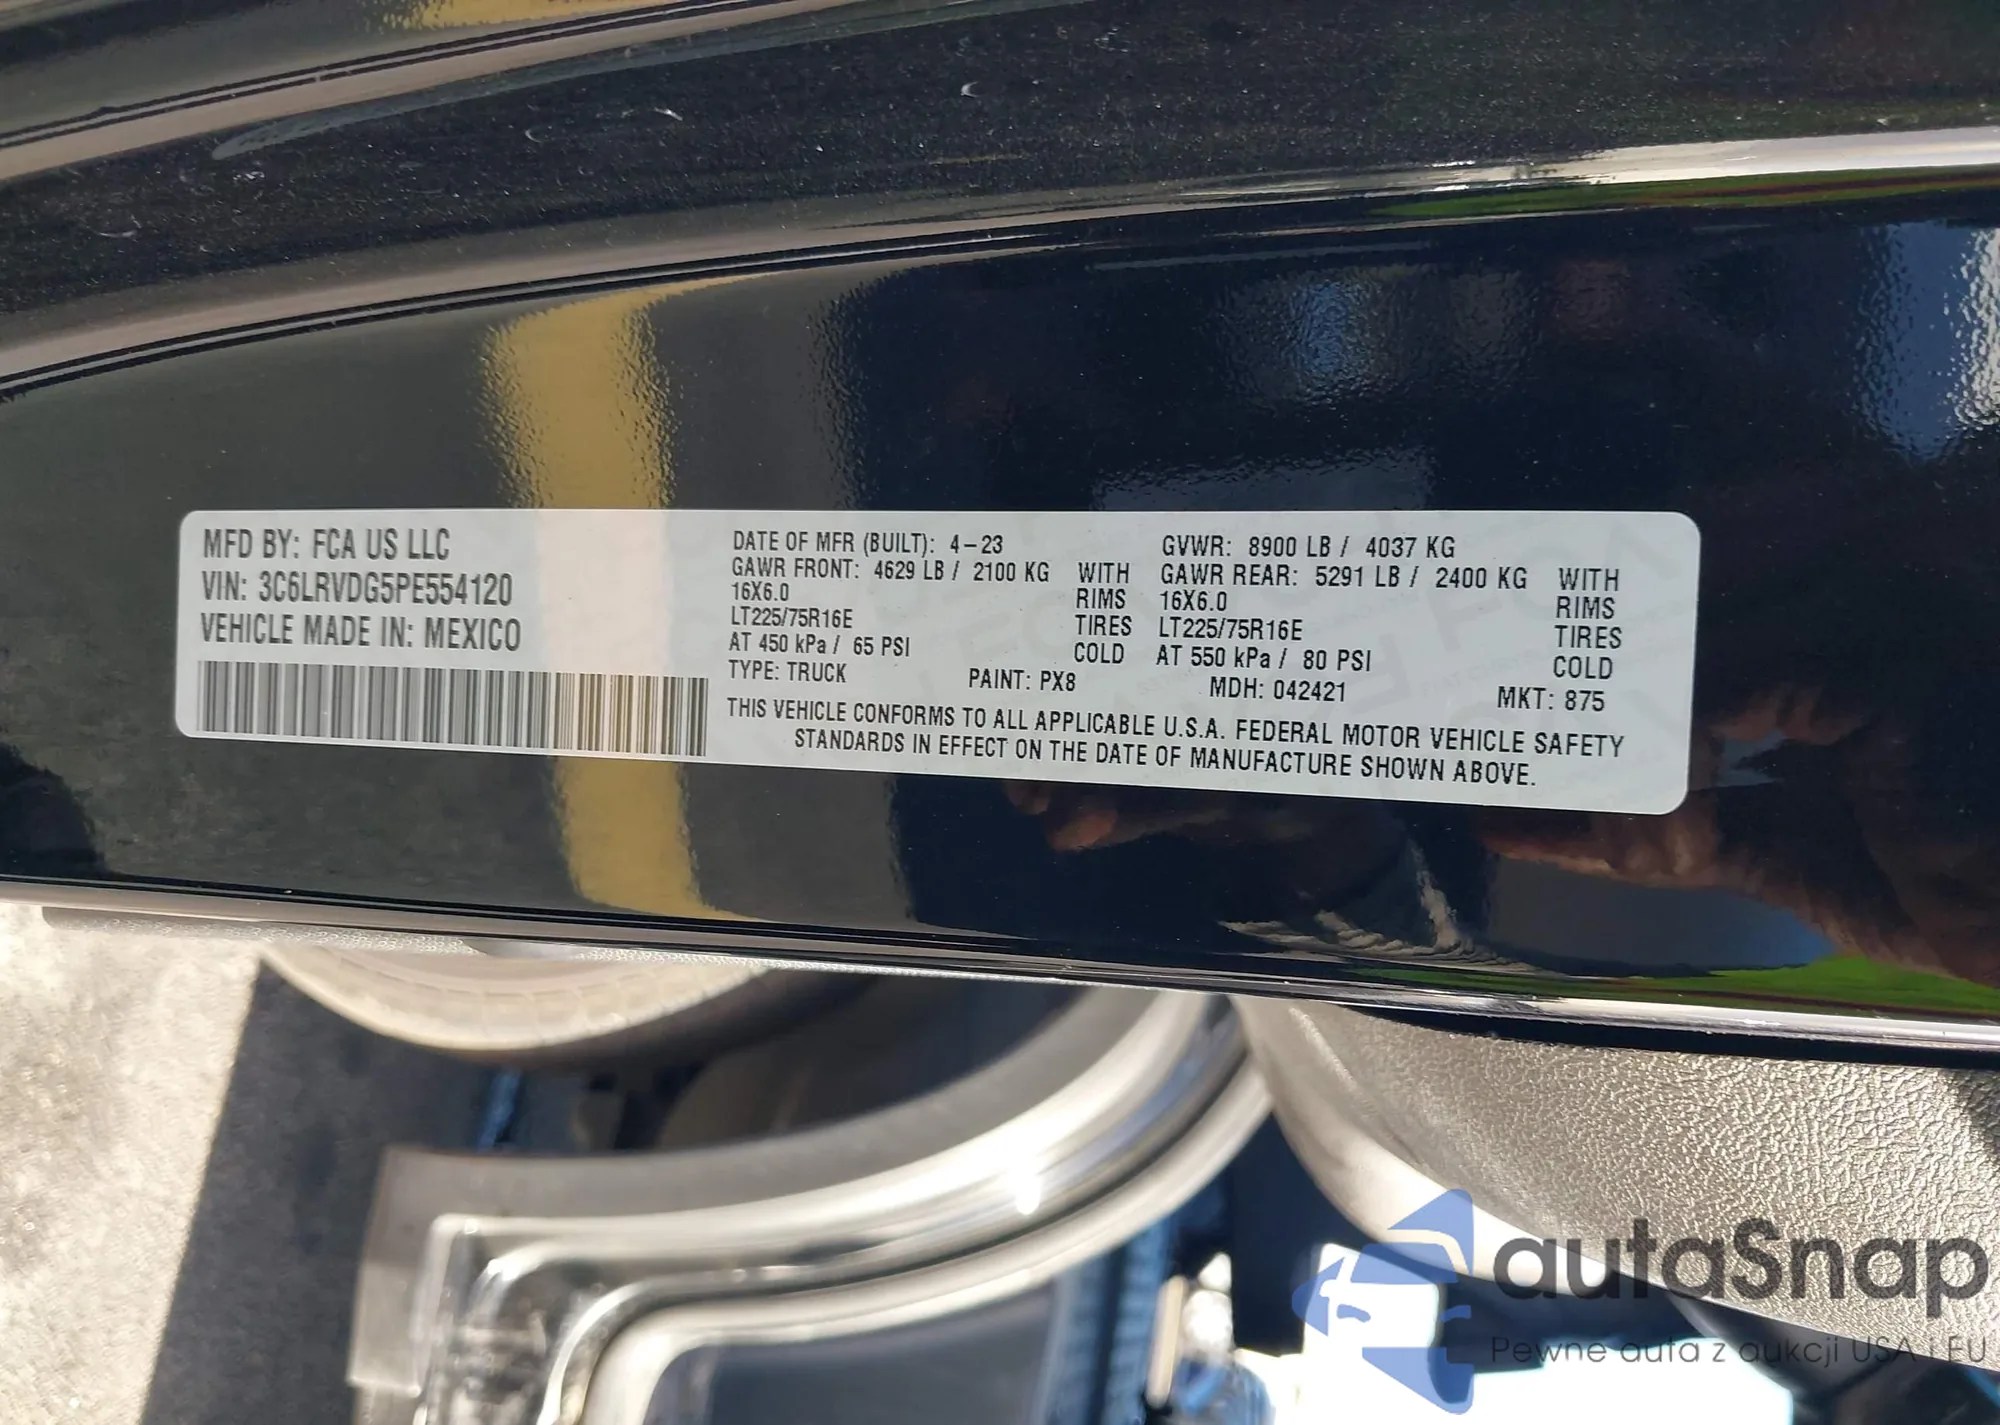 MFD BY: FCA US LLC
VIN: 3C6LRVDG5PE554120
VEHICLE MADE IN: MEXICO
DATE OF MFR (BUILT): 4-23
GVWR: 8900 LB / 4037 KG
GAWR FRONT: 4629 LB / 2100 KG WITH
16X6.0 RIMS
LT225/75R16E TIRES
AT 450 kPa / 65 PSI COLD
GAWR REAR: 5291 LB / 2400 KG WITH
16X6.0 RIMS
LT225/75R16E TIRES
AT 550 kPa / 80 PSI COLD
TYPE: TRUCK PAINT: PX8 MDH: 042421 MKT: 875
THIS VEHICLE CONFORMS TO ALL APPLICABLE U.S.A. FEDERAL MOTOR VEHICLE SAFETY
STANDARDS IN EFFECT ON THE DATE OF MANUFACTURE SHOWN ABOVE.
autaSnap
Pewne auta z aukcji USA i EU